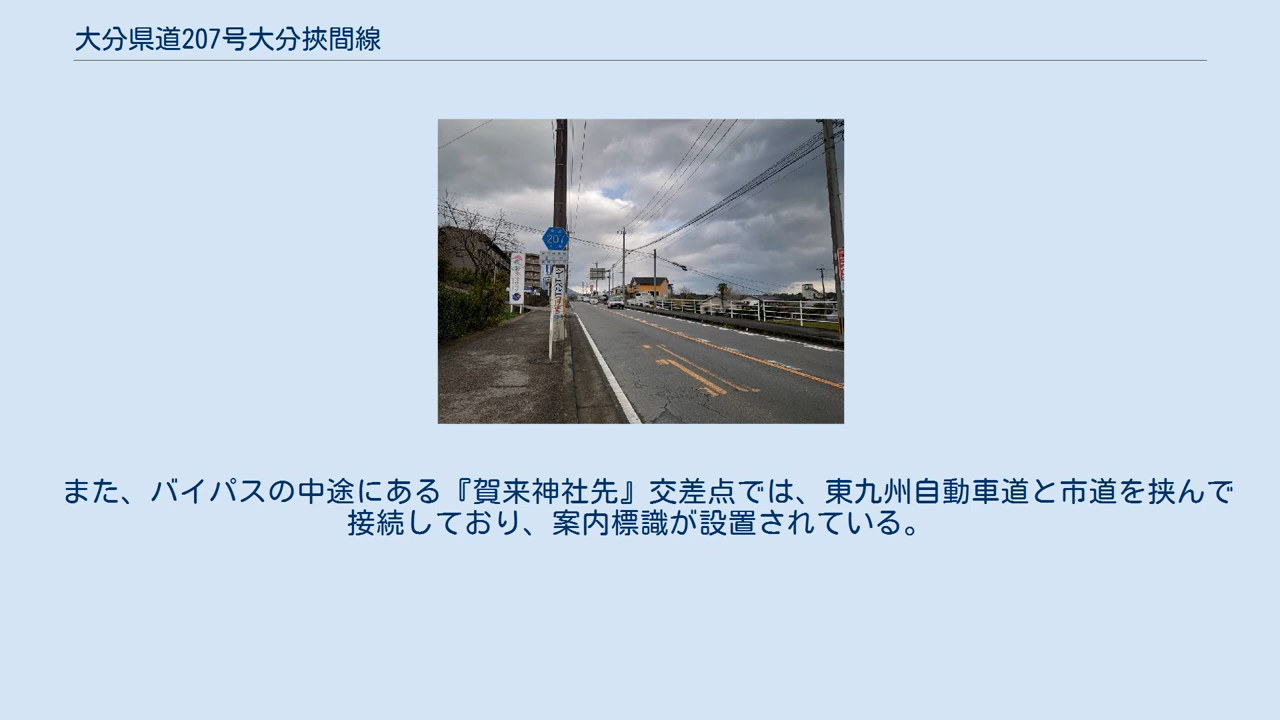 大分県道207号大分挾間線
207
また、バイパスの中途にある『賀来神社先』交差点では、東九州自動車道と市道を挟んで
接続しており、案内標識が設置されている。